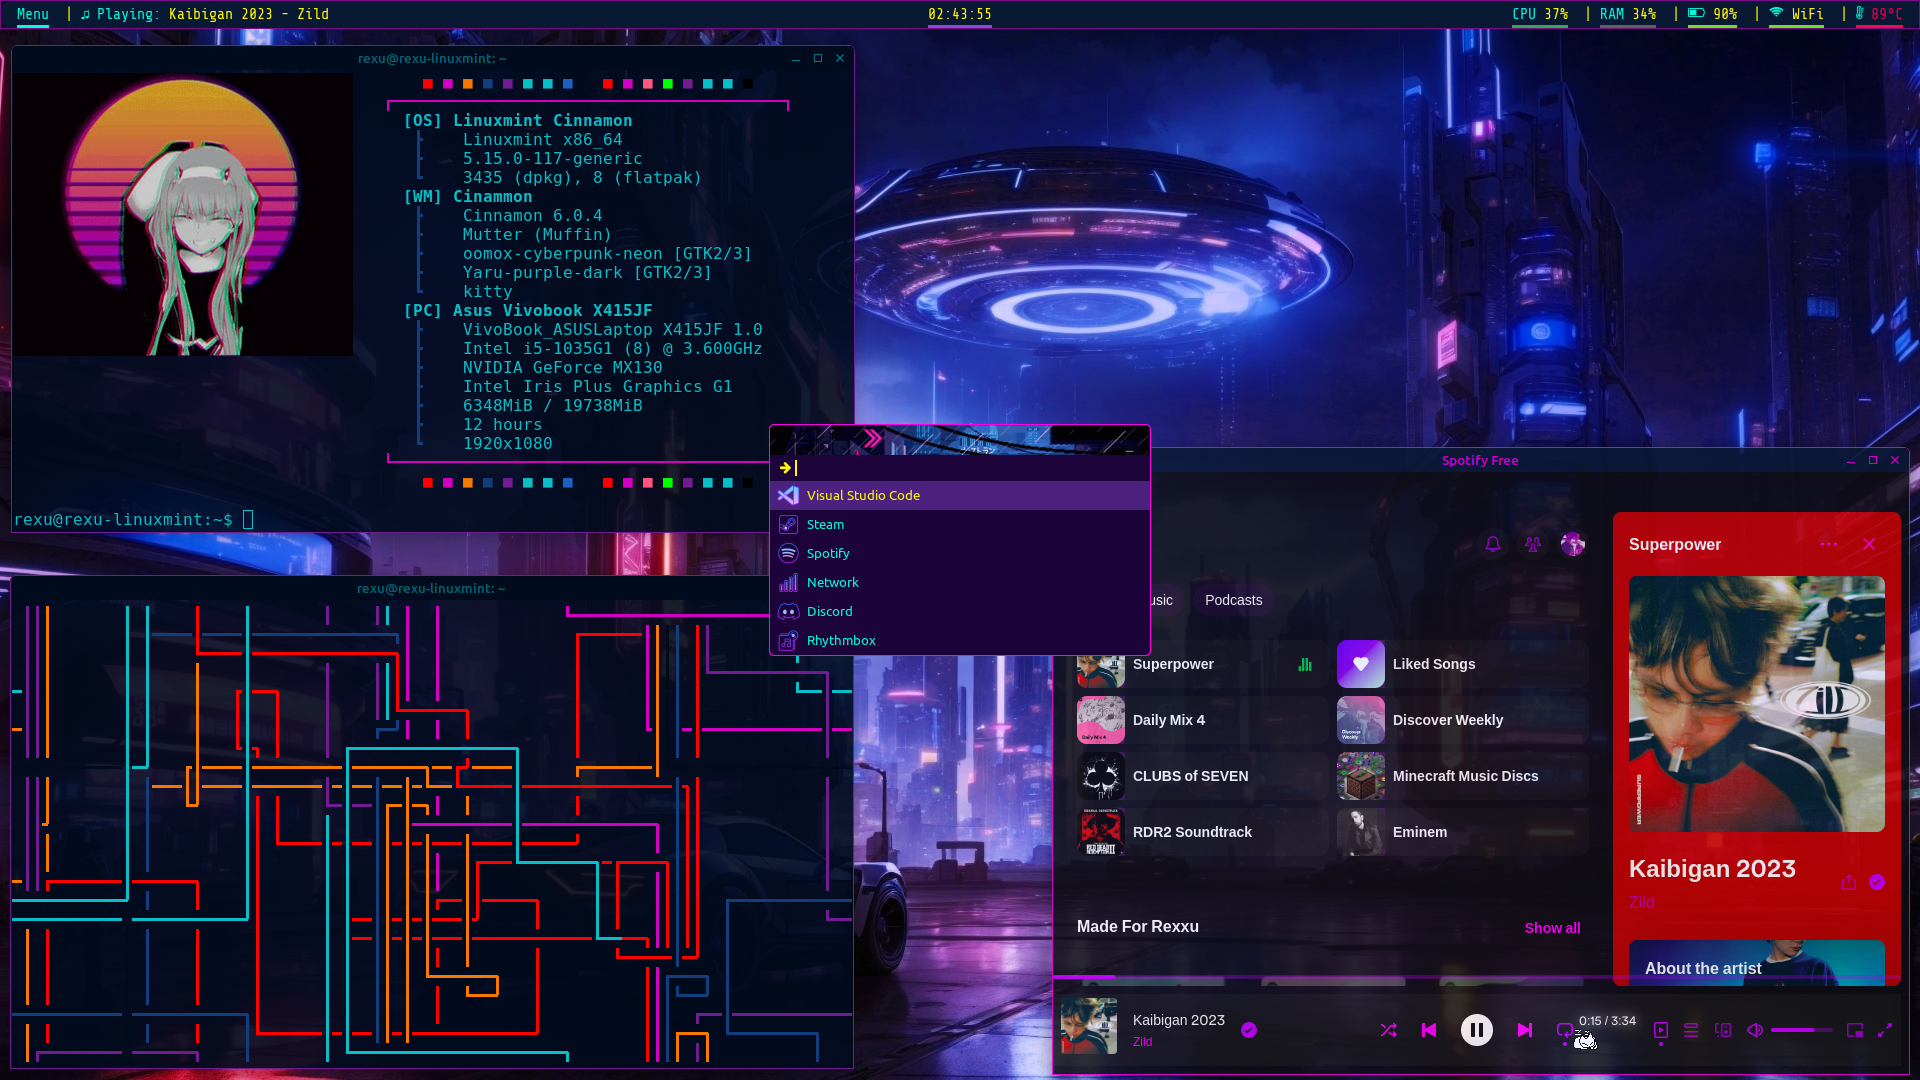 Menu | ♫ Playing: Kaibigan 2023 - Zild
02:43:55
CPU 37% | RAM 34% | 90% | WiFi | 89°C
rexu@rexu-linuxmint: ~
[OS] Linuxmint Cinnamon
Linuxmint x86_64
5.15.0-117-generic
3435 (dpkg), 8 (flatpak)
[WM] Cinammon
Cinnamon 6.0.4
Mutter (Muffin)
oomox-cyberpunk-neon [GTK2/3]
Yaru-purple-dark [GTK2/3]
kitty
[PC] Asus Vivobook X415JF
VivoBook_ASUSLaptop X415JF 1.0
Intel i5-1035G1 (8) @ 3.600GHz
NVIDIA GeForce MX130
Intel Iris Plus Graphics G1
6348MiB / 19738MiB
12 hours
1920x1080
rexu@rexu-linuxmint:~$
rexu@rexu-linuxmint: ~
Visual Studio Code
Steam
Spotify
Network
Discord
Rhythmbox
Spotify Free
usic
Podcasts
Superpower
Liked Songs
Daily Mix 4
Discover Weekly
CLUBS of SEVEN
Minecraft Music Discs
RDR2 Soundtrack
Eminem
Made For Rexxu
Show all
Superpower
Zild
SUPERPOWER
Kaibigan 2023
Zild
About the artist
Kaibigan 2023
Zild
0:15 / 3:34